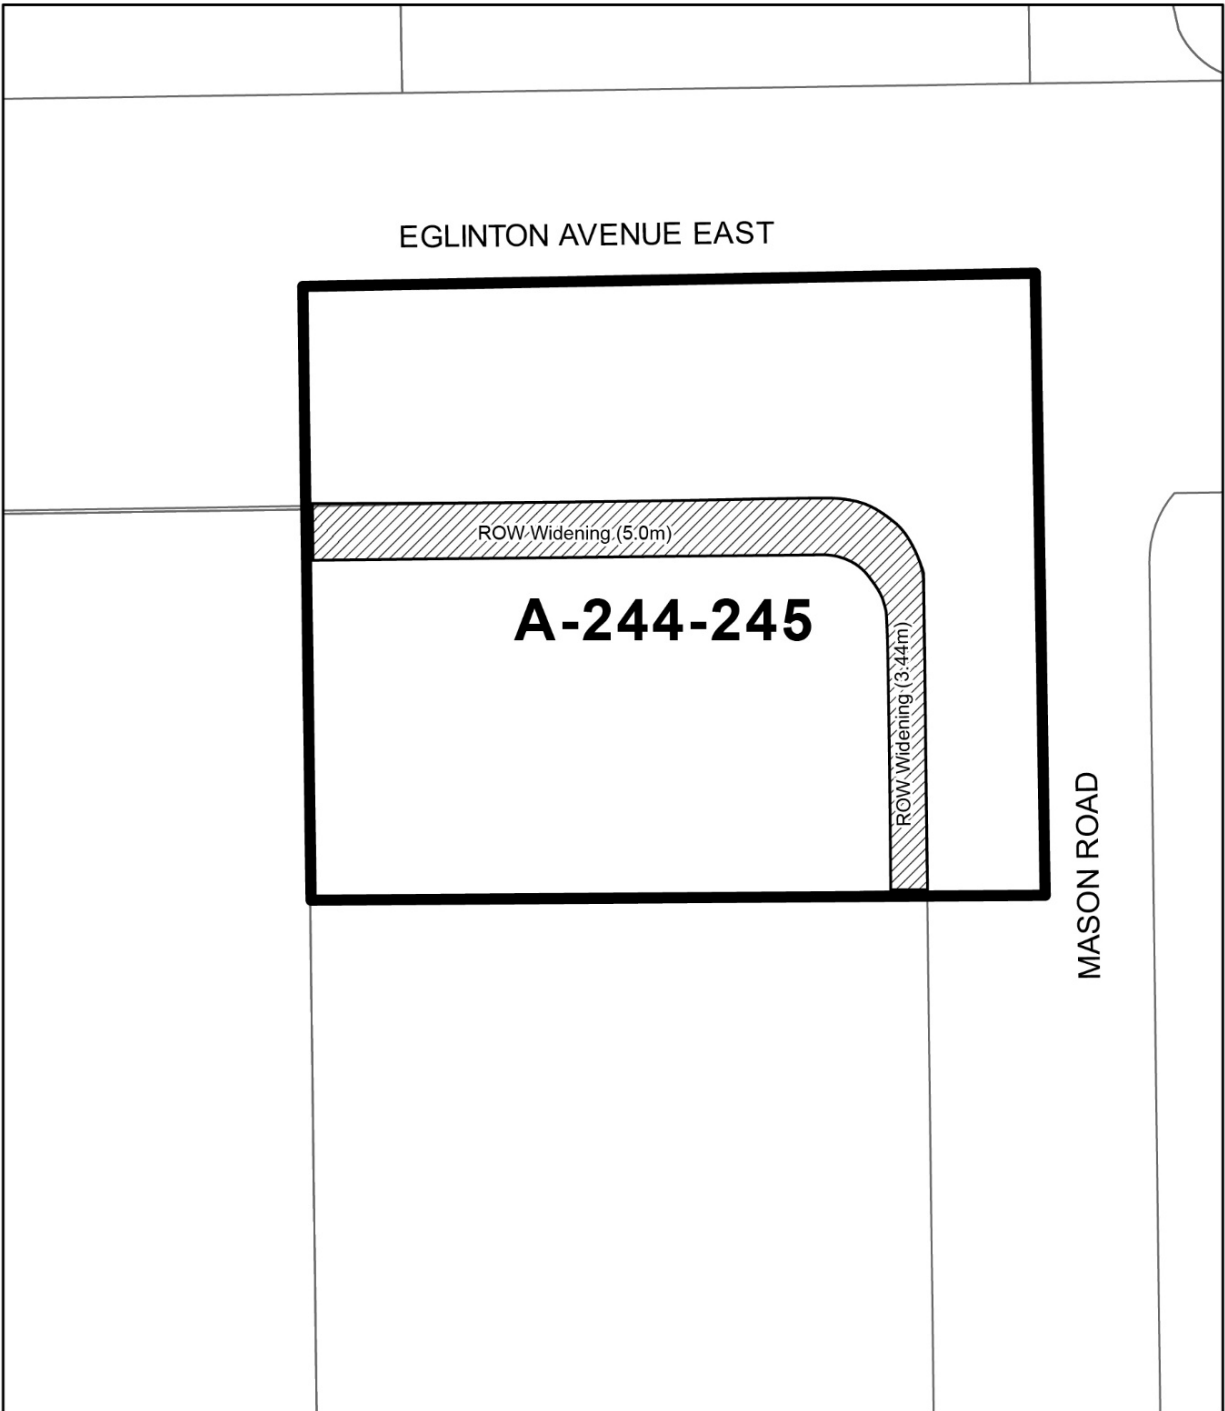 EGLINTON AVENUE EAST
ROW Widening (5.0m)
A-244-245
ROW Widening (3.44m)
MASON ROAD